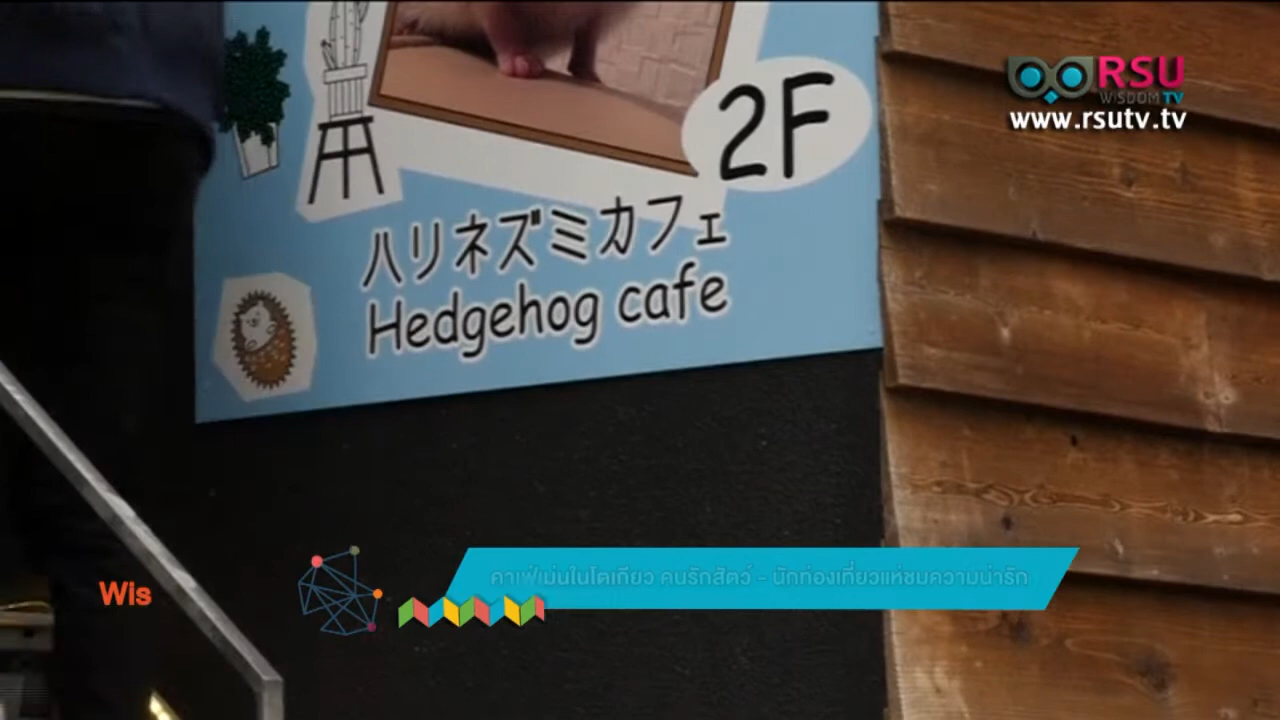 RSU
WISDOM TV
www.rsutv.tv
2F
ハリネズミカフェ
Hedgehog cafe
คาเฟ่เม่นในโตเกียว คนรักสัตว์ - นักท่องเที่ยวแห่ชมความน่ารัก
Wis